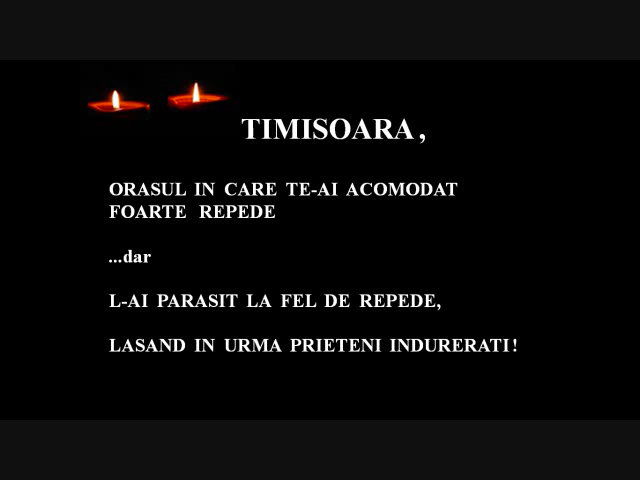 TIMISOARA,
ORASUL IN CARE TE-AI ACOMODAT
FOARTE REPEDE
...dar
L-AI PARASIT LA FEL DE REPEDE,
LASAND IN URMA PRIETENI INDURERATI!